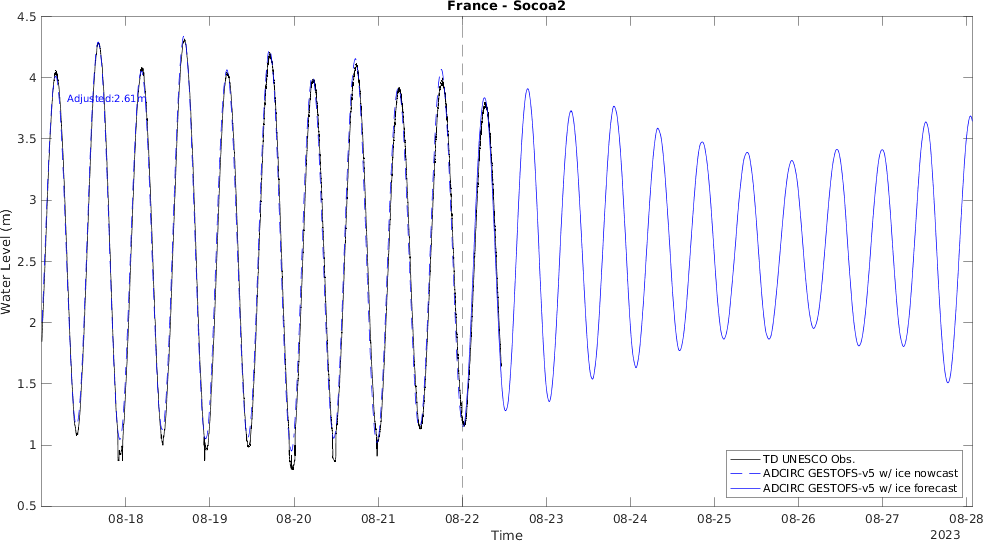 France - Socoa2
4.5
4
3.5
3
2.5
2
1.5
1
0.5
Water Level (m)
Adjusted:2.61m
TD UNESCO Obs.
ADCIRC GESTOFS-v5 w/ ice nowcast
ADCIRC GESTOFS-v5 w/ ice forecast
08-18 08-19 08-20 08-21 08-22 08-23 08-24 08-25 08-26 08-27 08-28
Time
2023